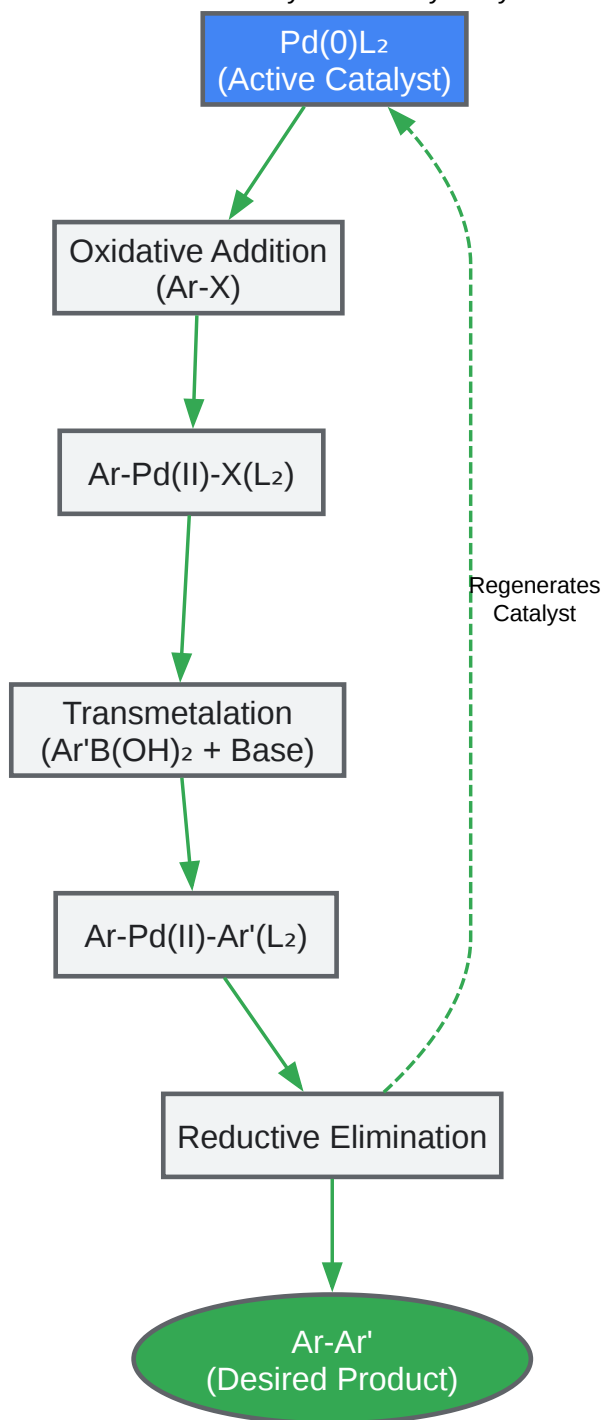 Pd(0)L₂
(Active Catalyst)
Oxidative Addition
(Ar-X)
Ar-Pd(II)-X(L₂)
Regenerates
Catalyst
Transmetalation
(Ar'B(OH)₂ + Base)
Ar-Pd(II)-Ar'(L₂)
Reductive Elimination
Ar-Ar'
(Desired Product)